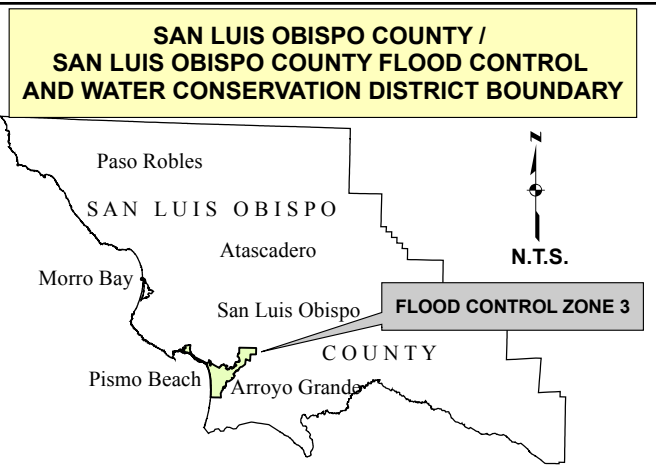 SAN LUIS OBISPO COUNTY /
SAN LUIS OBISPO COUNTY FLOOD CONTROL
AND WATER CONSERVATION DISTRICT BOUNDARY
Paso Robles
SAN LUIS OBISPO
Atascadero
Z
N.T.S.
Morro Bay
San Luis Obispo
FLOOD CONTROL ZONE 3
COUNTY
Pismo Beach
Arroyo Grande